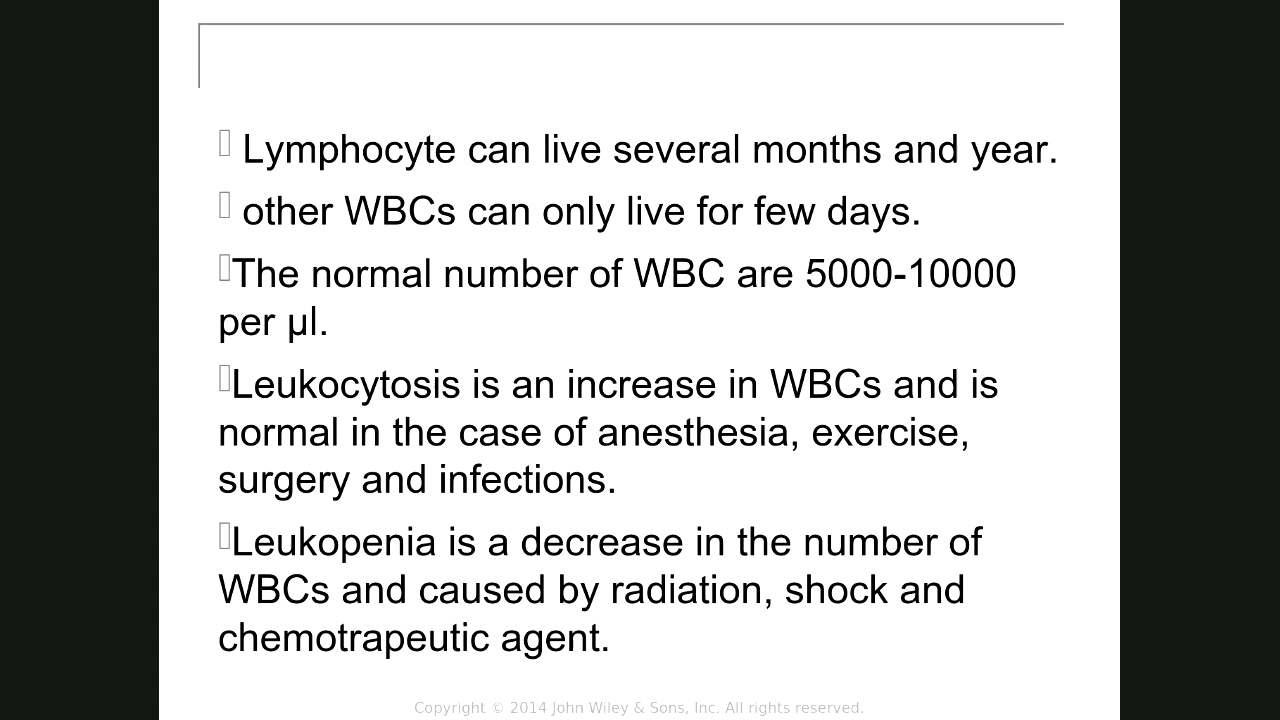 Lymphocyte can live several months and year.
other WBCs can only live for few days.
The normal number of WBC are 5000-10000
per µl.
Leukocytosis is an increase in WBCs and is
normal in the case of anesthesia, exercise,
surgery and infections.
Leukopenia is a decrease in the number of
WBCs and caused by radiation, shock and
chemotrapeutic agent.
Copyright © 2014 John Wiley & Sons, Inc. All rights reserved.